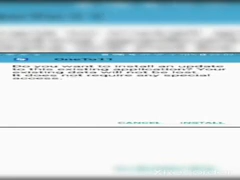 OneTo11
Do you want to install an update
to this existing application? Your
existing data will not be lost.
It does not require any special
access.
CANCEL INSTALL